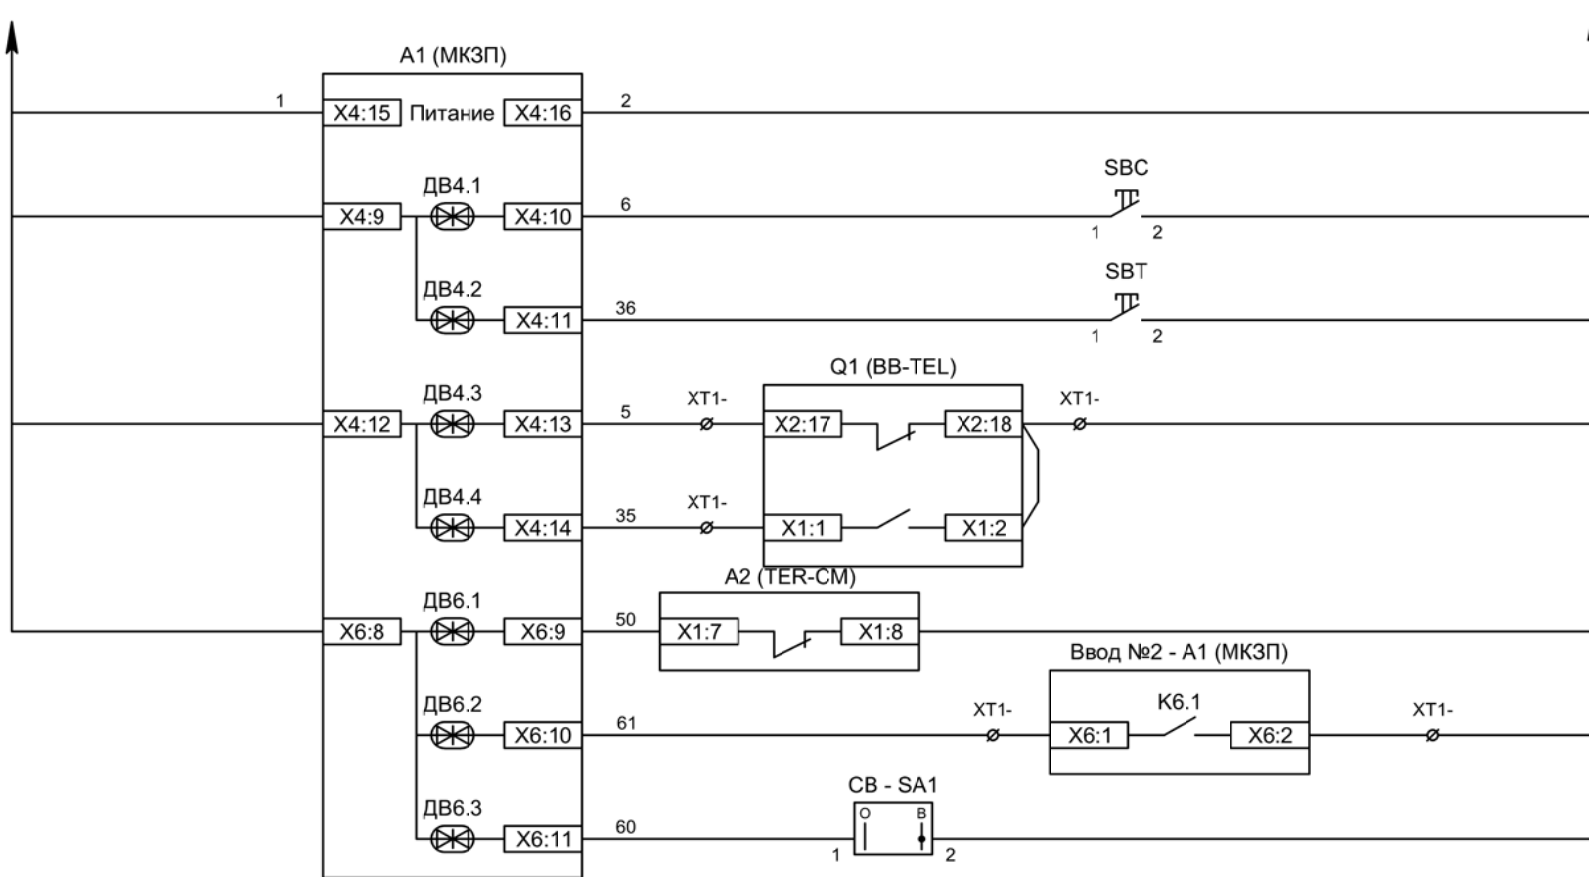 А1 (МКЗП)
1 X4:15 Питание X4:16 2
SBC
ДВ4.1
X4:9 X4:10 6
1 2
SBT
ДВ4.2
X4:11 36
1 2
Q1 (BB-TEL)
ДВ4.3
X4:12 X4:13 5 XT1- X2:17 X2:18 XT1-
ДВ4.4
X4:14 35 XT1- X1:1 X1:2
A2 (TER-CM)
ДВ6.1
X6:8 X6:9 50 X1:7 X1:8
Ввод №2 - А1 (МКЗП)
ДВ6.2
K6.1
X6:10 61 XT1- X6:1 X6:2 XT1-
СВ - SA1
ДВ6.3
О В
X6:11 60
1 2